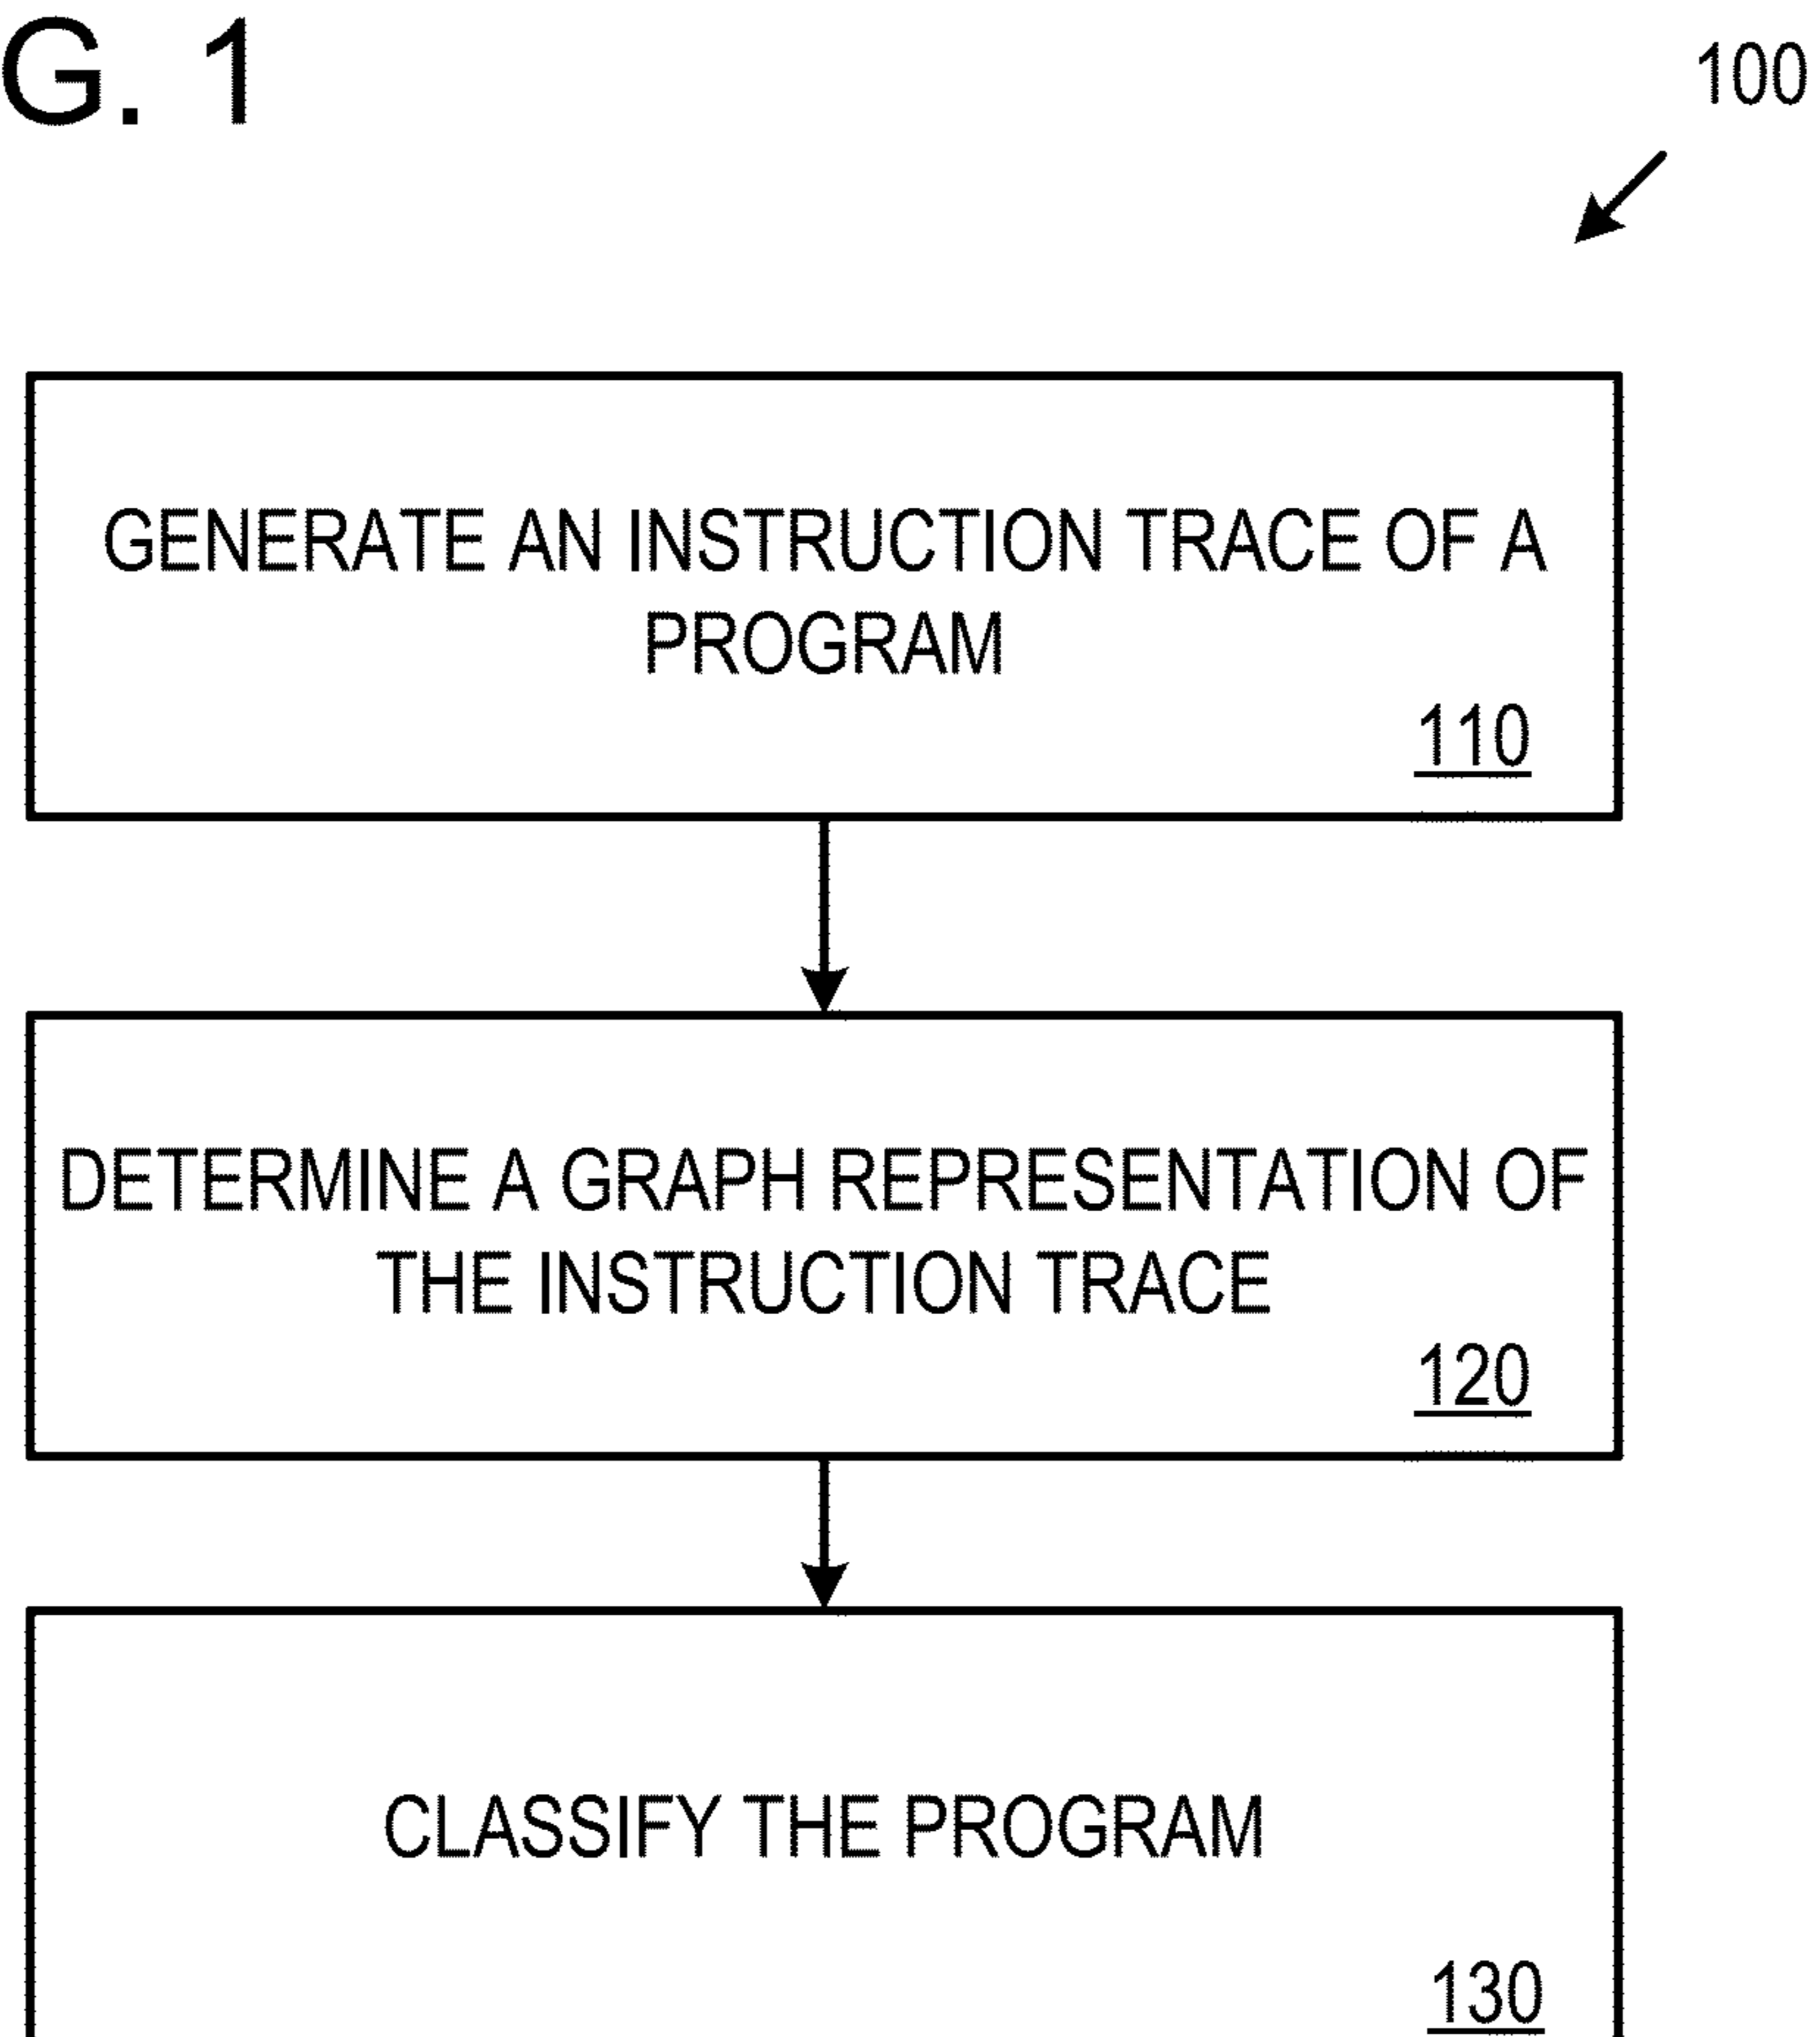 G. 1
100
GENERATE AN INSTRUCTION TRACE OF A
PROGRAM
110
DETERMINE A GRAPH REPRESENTATION OF
THE INSTRUCTION TRACE
120
CLASSIFY THE PROGRAM
130